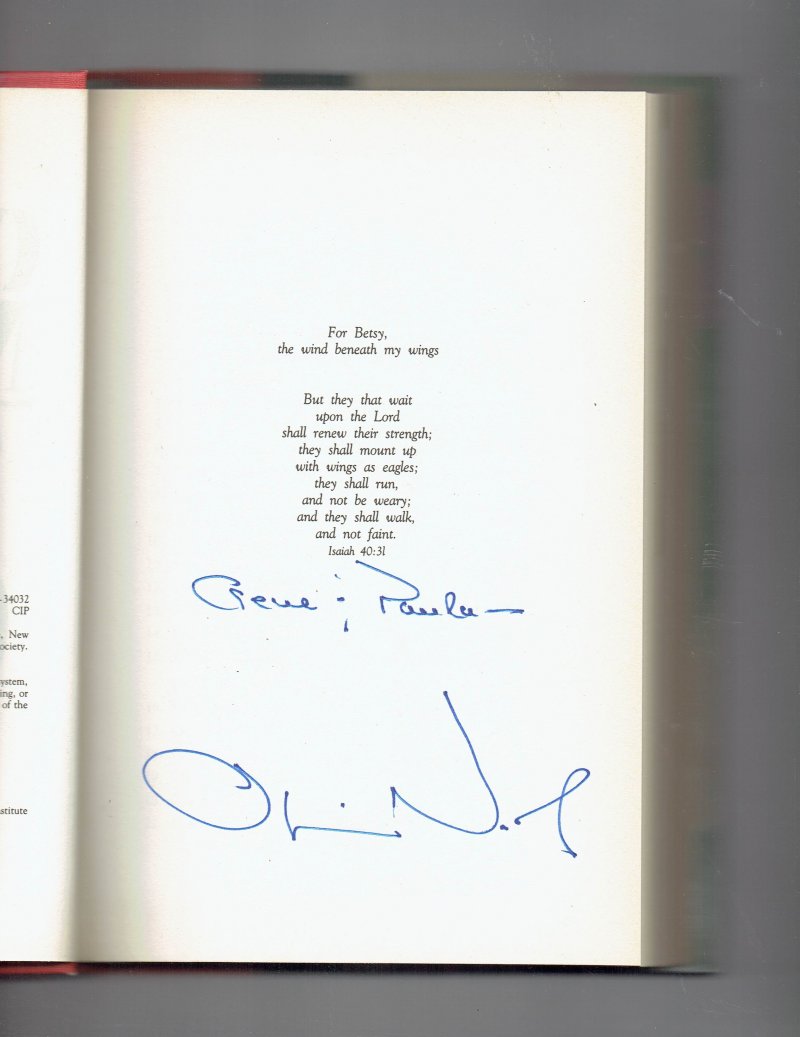 -34032
CIP
, New
ociety.
ystem,
ing, or
of the
stitute
For Betsy,
the wind beneath my wings
But they that wait
upon the Lord
shall renew their strength;
they shall mount up
with wings as eagles;
they shall run,
and not be weary;
and they shall walk,
and not faint.
Isaiah 40:31
Gene & Paula —